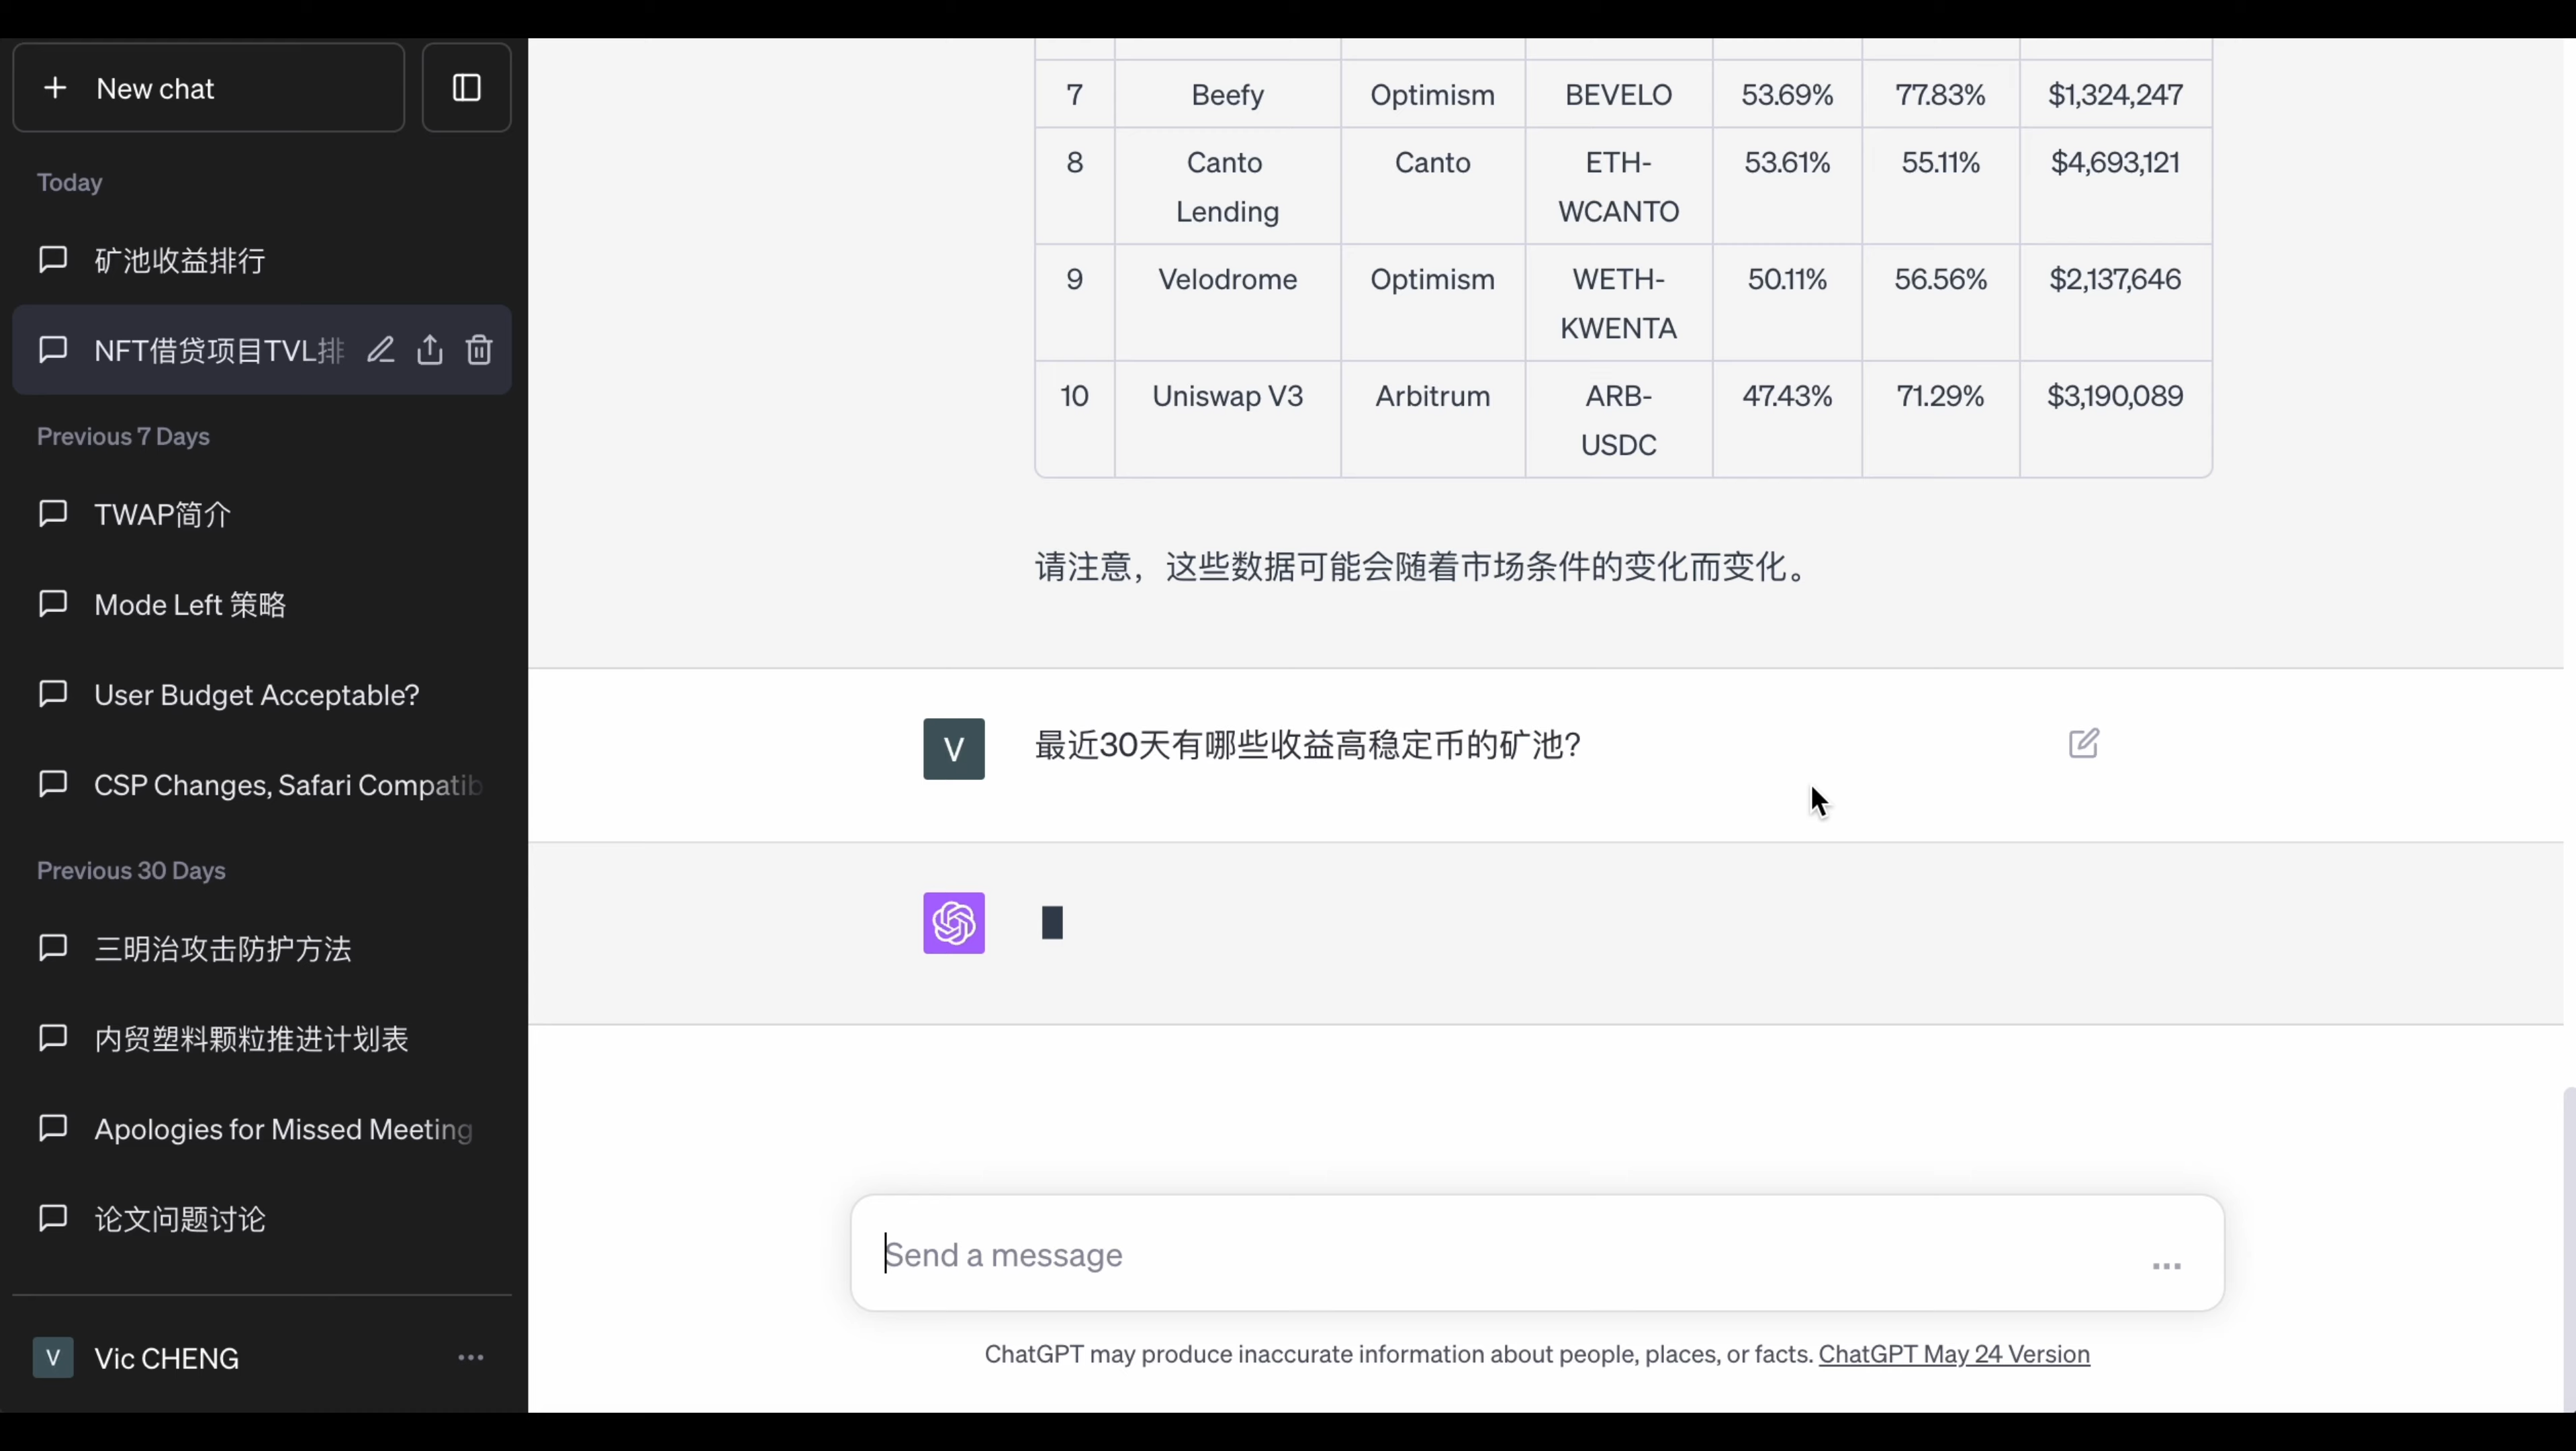 New chat
Today
矿池收益排行
NFT借贷项目TVL排
Previous 7 Days
TWAP简介
Mode Left 策略
User Budget Acceptable?
CSP Changes, Safari Compatib
Previous 30 Days
三明治攻击防护方法
内贸塑料颗粒推进计划表
Apologies for Missed Meeting
论文问题讨论
V
Vic CHENG
7 Beefy Optimism BEVELO 53.69% 77.83% $1,324,247
8 Canto Canto ETH- 53.61% 55.11% $4,693,121
Lending WCANTO
9 Velodrome Optimism WETH- 50.11% 56.56% $2,137,646
KWENTA
10 Uniswap V3 Arbitrum ARB- 47.43% 71.29% $3,190,089
USDC
请注意，这些数据可能会随着市场条件的变化而变化。
V
最近30天有哪些收益高稳定币的矿池?
Send a message
ChatGPT may produce inaccurate information about people, places, or facts. ChatGPT May 24 Version